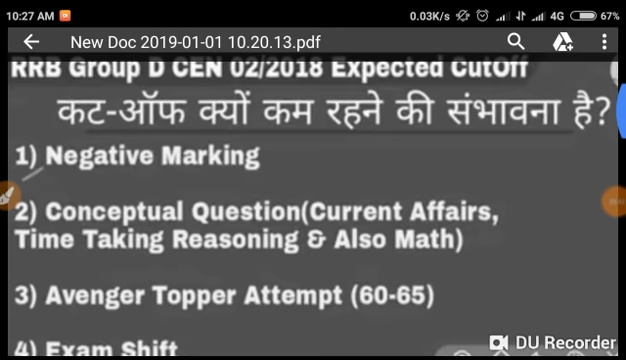 10:27 AM
0.03K/s
4G
67%
New Doc 2019-01-01 10.20.13.pdf
RRB Group D CEN 02/2018 Expected CutOff
कट-ऑफ क्यों कम रहने की संभावना है?
1) Negative Marking
2) Conceptual Question(Current Affairs,
Time Taking Reasoning & Also Math)
3) Avenger Topper Attempt (60-65)
4) Exam Shift
DU Recorder